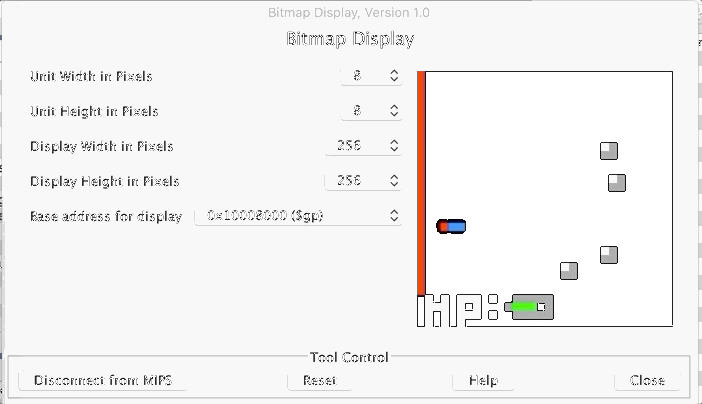 Bitmap Display, Version 1.0
Bitmap Display
Unit Width in Pixels 8
Unit Height in Pixels 8
Display Width in Pixels 256
Display Height in Pixels 256
Base address for display 0x10008000 ($gp)
HP:
Tool Control
Disconnect from MIPS Reset Help Close